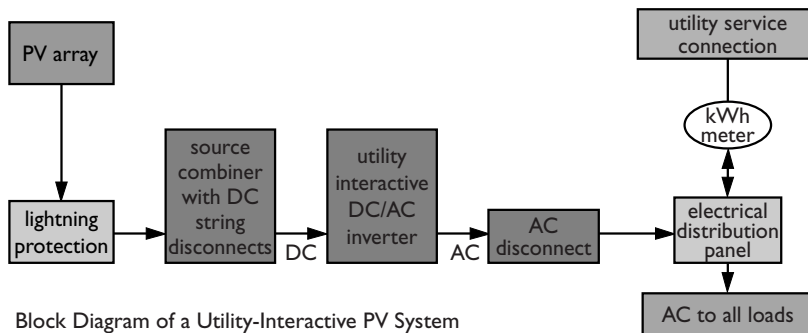 PV array
utility service
connection
kWh
meter
lightning
protection
source
combiner
with DC
string
disconnects
DC
utility
interactive
DC/AC
inverter
AC
AC
disconnect
electrical
distribution
panel
AC to all loads
Block Diagram of a Utility-Interactive PV System